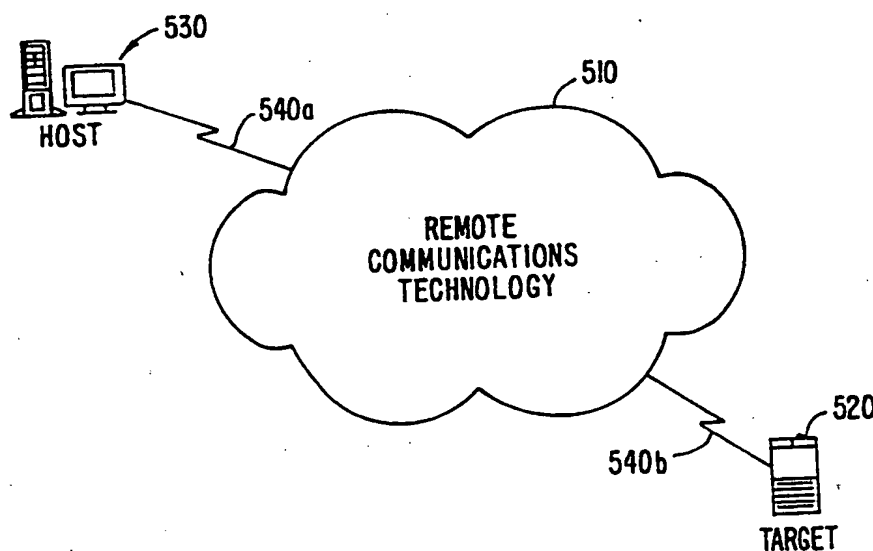 530
510
540a
HOST
REMOTE
COMMUNICATIONS
TECHNOLOGY
520
540b
TARGET